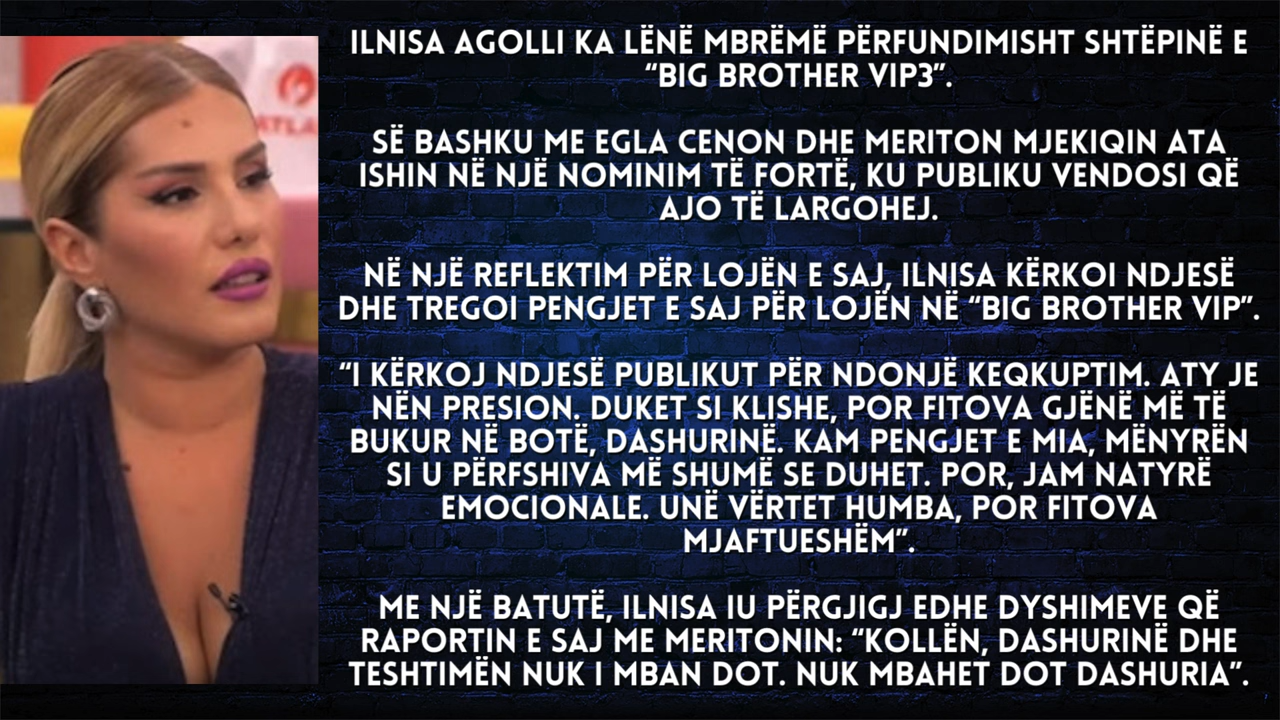 ILNISA AGOLLI KA LËNË MBRËMË PËRFUNDIMISHT SHTËPINË E
“BIG BROTHER VIP3”.
SË BASHKU ME EGLA CENON DHE MERITON MJEKIQIN ATA
ISHIN NË NJË NOMINIM TË FORTË, KU PUBLIKU VENDOSI QË
AJO TË LARGOHEJ.
NË NJË REFLEKTIM PËR LOJËN E SAJ, ILNISA KËRKOI NDJESË
DHE TREGOI PENGJET E SAJ PËR LOJËN NË “BIG BROTHER VIP”.
“I KËRKOJ NDJESË PUBLIKUT PËR NDONJË KEQKUPTIM. ATY JE
NËN PRESION. DUKET SI KLISHE, POR FITOVA GJËNË MË TË
BUKUR NË BOTË, DASHURINË. KAM PENGJET E MIA, MËNYRËN
SI U PËRFSHIVA MË SHUMË SE DUHET. POR, JAM NATYRË
EMOCIONALE. UNË VËRTET HUMBA, POR FITOVA
MJAFTUESHËM”.
ME NJË BATUTË, ILNISA IU PËRGJIGJ EDHE DYSHIMEVE QË
RAPORTIN E SAJ ME MERITONIN: “KOLLËN, DASHURINË DHE
TESHTIMËN NUK I MBAN DOT. NUK MBAHET DOT DASHURIA”.